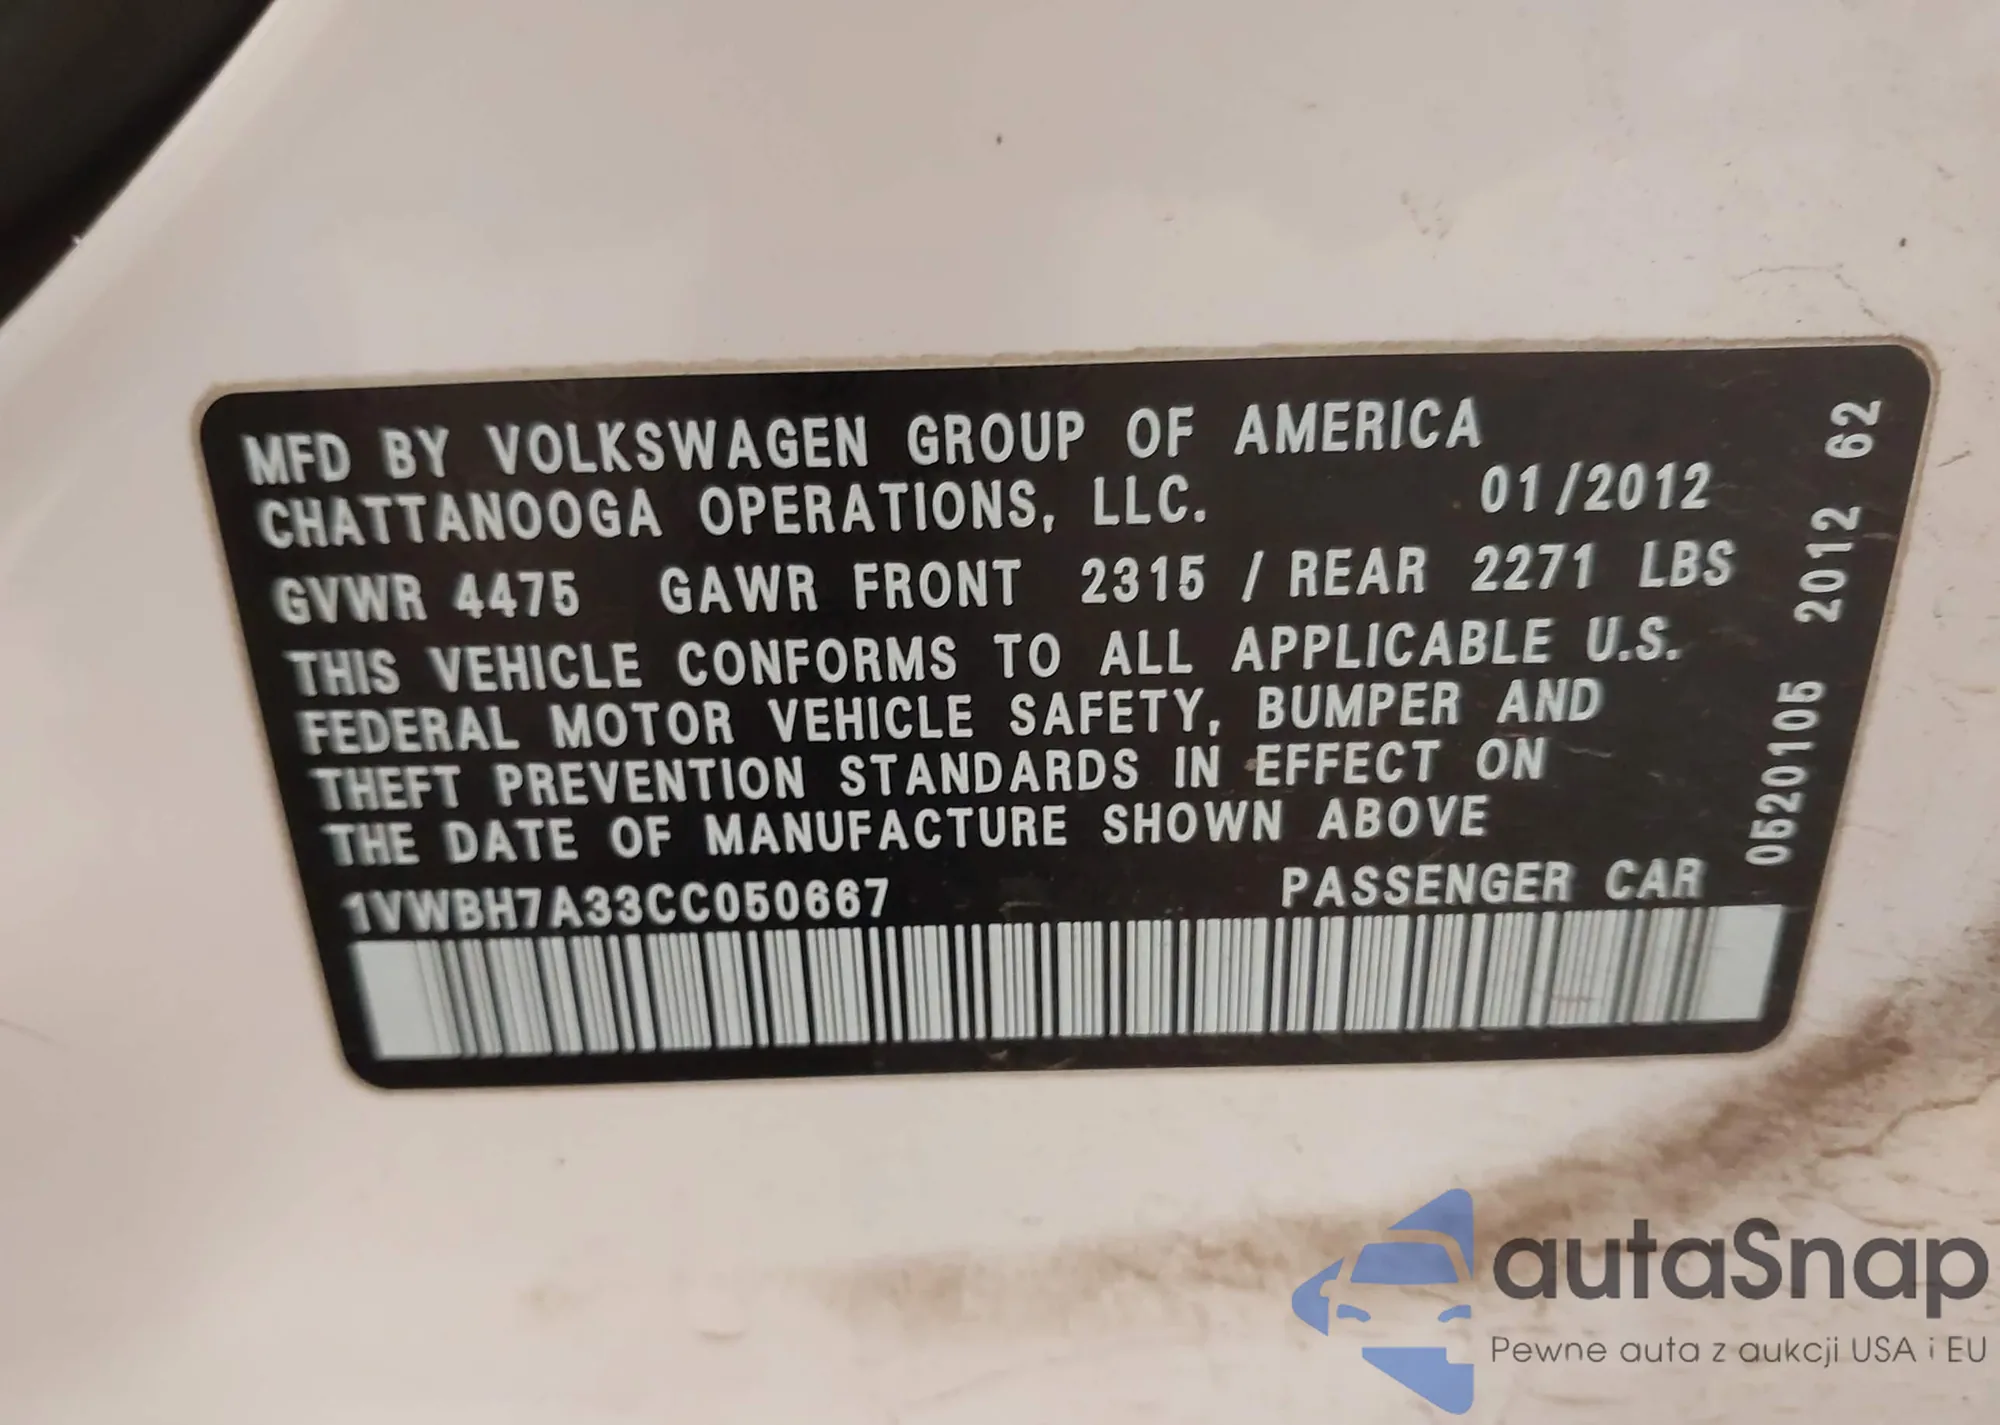 MFD BY VOLKSWAGEN GROUP OF AMERICA
CHATTANOOGA OPERATIONS, LLC. 01/2012
GVWR 4475 GAWR FRONT 2315 / REAR 2271 LBS
THIS VEHICLE CONFORMS TO ALL APPLICABLE U.S.
FEDERAL MOTOR VEHICLE SAFETY, BUMPER AND
THEFT PREVENTION STANDARDS IN EFFECT ON
THE DATE OF MANUFACTURE SHOWN ABOVE
1VWBH7A33CC050667 PASSENGER CAR
0520105 2012 62
autaSnap
Pewne auta z aukcji USA i EU